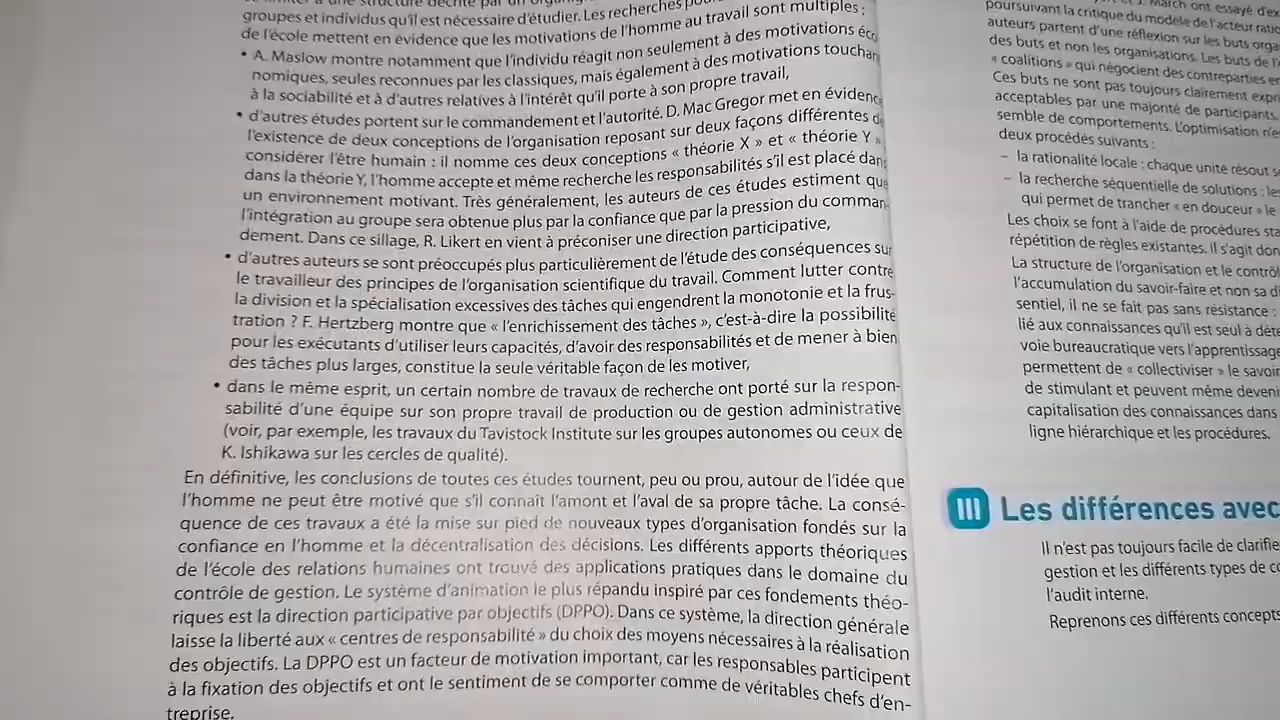 groupes et individus qu'il est nécessaire d'étudier. Les recherches
de l'école mettent en évidence que les motivations de l'homme au travail sont multiples :
• A. Maslow montre notamment que l'individu réagit non seulement à des motivations éco
nomiques, seules reconnues par les classiques, mais également à des motivations touchan
à la sociabilité et à d'autres relatives à l'intérêt qu'il porte à son propre travail,
• d'autres études portent sur le commandement et l'autorité. D. Mac Gregor met en évidenc
l'existence de deux conceptions de l'organisation reposant sur deux façons différentes d
considérer l'être humain : il nomme ces deux conceptions « théorie X » et « théorie Y »
dans la théorie Y, l'homme accepte et même recherche les responsabilités s'il est placé dans
un environnement motivant. Très généralement, les auteurs de ces études estiment que
l'intégration au groupe sera obtenue plus par la confiance que par la pression du comman-
dement. Dans ce sillage, R. Likert en vient à préconiser une direction participative,
• d'autres auteurs se sont préoccupés plus particulièrement de l'étude des conséquences sur
le travailleur des principes de l'organisation scientifique du travail. Comment lutter contre
la division et la spécialisation excessives des tâches qui engendrent la monotonie et la frus-
tration ? F. Hertzberg montre que « l'enrichissement des tâches », c'est-à-dire la possibilité
pour les exécutants d'utiliser leurs capacités, d'avoir des responsabilités et de mener à bien
des tâches plus larges, constitue la seule véritable façon de les motiver,
• dans le même esprit, un certain nombre de travaux de recherche ont porté sur la respon-
sabilité d'une équipe sur son propre travail de production ou de gestion administrative
(voir, par exemple, les travaux du Tavistock Institute sur les groupes autonomes ou ceux de
K. Ishikawa sur les cercles de qualité).
En définitive, les conclusions de toutes ces études tournent, peu ou prou, autour de l'idée que
l'homme ne peut être motivé que s'il connaît l'amont et l'aval de sa propre tâche. La consé-
quence de ces travaux a été la mise sur pied de nouveaux types d'organisation fondés sur la
confiance en l'homme et la décentralisation des décisions. Les différents apports théoriques
de l'école des relations humaines ont trouvé des applications pratiques dans le domaine du
contrôle de gestion. Le système d'animation le plus répandu inspiré par ces fondements théo-
riques est la direction participative par objectifs (DPPO). Dans ce système, la direction générale
laisse la liberté aux « centres de responsabilité » du choix des moyens nécessaires à la réalisation
des objectifs. La DPPO est un facteur de motivation important, car les responsables participent
à la fixation des objectifs et ont le sentiment de se comporter comme de véritables chefs d'en-
treprise.
J. March ont essayé d'ex
poursuivant la critique du modèle de l'acteur ratio
auteurs partent d'une réflexion sur les buts orga
des buts et non les organisations. Les buts de l'
« coalitions » qui négocient des contreparties en
Ces buts ne sont pas toujours clairement expri
acceptables par une majorité de participants.
semble de comportements. L'optimisation n'e
deux procédés suivants :
– la rationalité locale : chaque unité résout s
– la recherche séquentielle de solutions : le
qui permet de trancher « en douceur » le
Les choix se font à l'aide de procédures sta
répétition de règles existantes. Il s'agit don
La structure de l'organisation et le contrôl
l'accumulation du savoir-faire et non sa di
sentiel, il ne se fait pas sans résistance :
lié aux connaissances qu'il est seul à déte
voie bureaucratique vers l'apprentissage
permettent de « collectiviser » le savoir
de stimulant et peuvent même deveni
capitalisation des connaissances dans
ligne hiérarchique et les procédures.
III Les différences avec
Il n'est pas toujours facile de clarifie
gestion et les différents types de co
l'audit interne.
Reprenons ces différents concepts